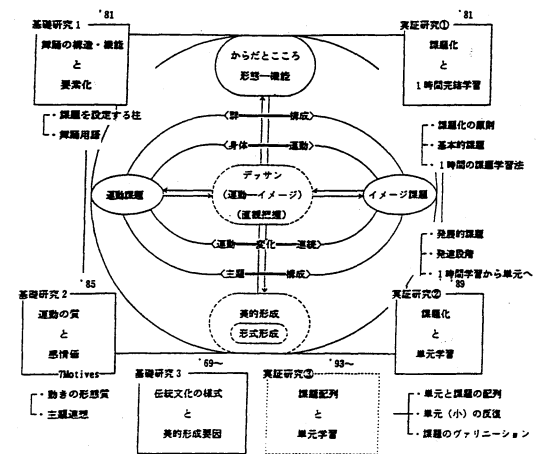 '81
基礎研究1
舞踊の構造・機能
と
要素化
・課題を設定する柱
・舞踊用語
からだとこころ
形態―機能
'81
実証研究①
課題化
と
1時間完結学習
・課題化の原則
・基本的課題
・1時間の課題学習法
〈群 構成〉
〈身体 運動〉
運動課題
デッサン
(運動―イメージ)
(直観把握)
イメージ課題
〈運動 変化 連続〉
〈主題 構成〉
・発展的課題
・発達段階
・1時間学習から単元へ
'85
基礎研究2
運動の質
と
感情価
7Motives
・動きの形態質
・主題連想
美的形成
形式形成
'89
実証研究②
課題化
と
単元学習
'69～
基礎研究3
伝統文化の様式
と
美的形成要因
'93～
実証研究③
課題配列
と
単元学習
・単元と課題の配列
・単元(小)の反復
・課題のヴァリエーション